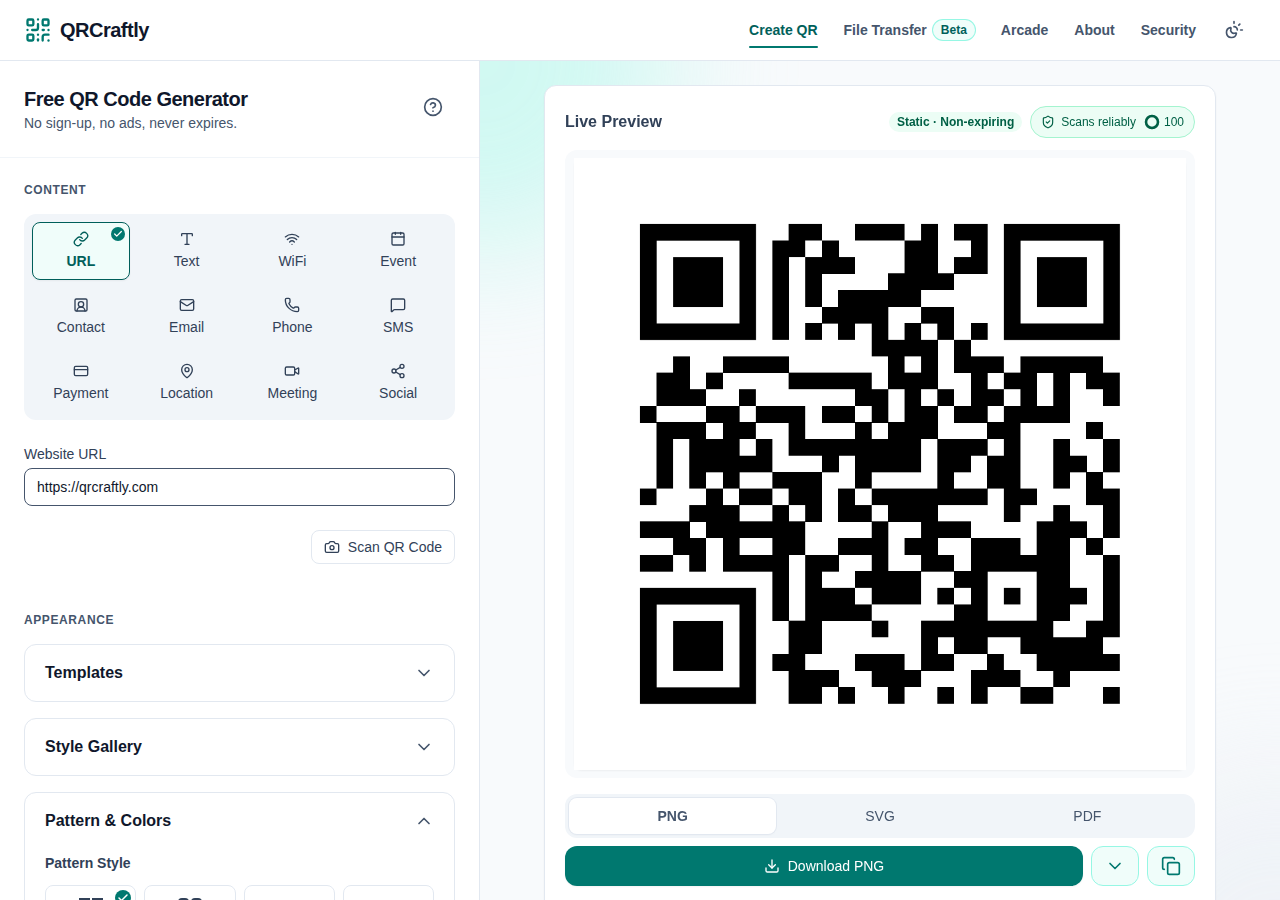 QRCraftly
Create QR
File Transfer Beta
Arcade
About
Security
Free QR Code Generator
No sign-up, no ads, never expires.
CONTENT
URL
Text
WiFi
Event
Contact
Email
Phone
SMS
Payment
Location
Meeting
Social
Website URL
https://qrcraftly.com
Scan QR Code
APPEARANCE
Templates
Style Gallery
Pattern & Colors
Pattern Style
Live Preview
Static · Non-expiring
Scans reliably 100
PNG
SVG
PDF
Download PNG